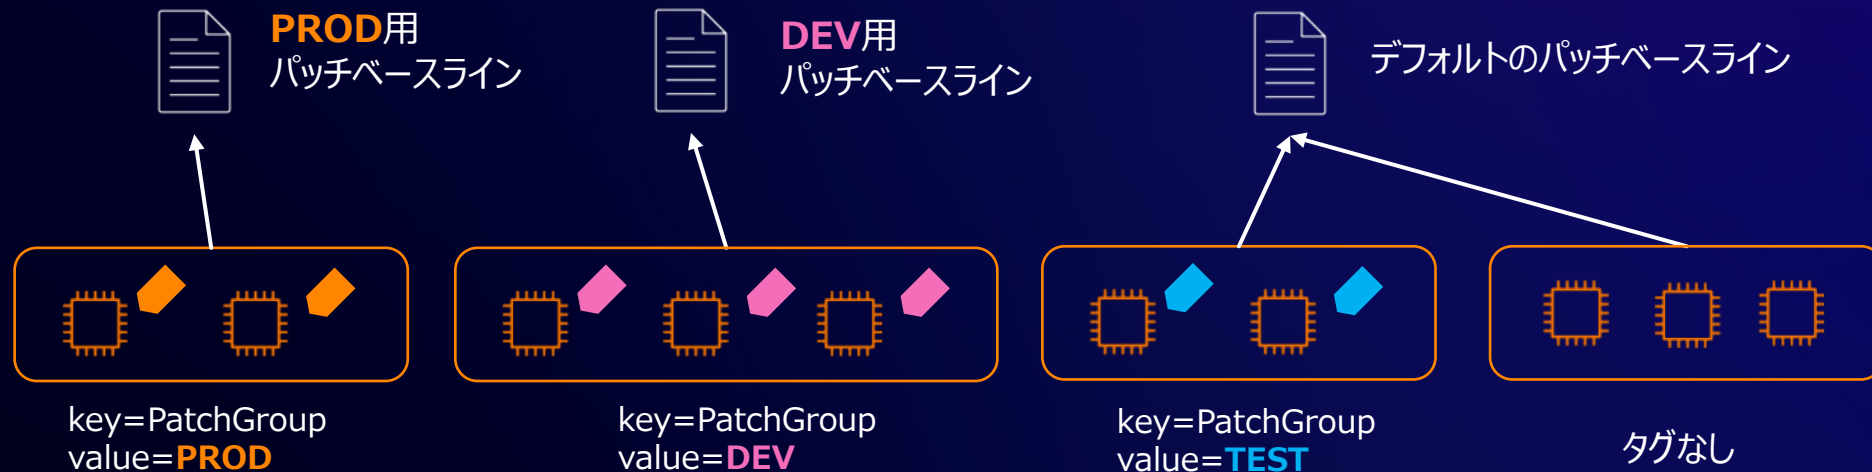 PROD用
パッチベースライン
DEV用
パッチベースライン
デフォルトのパッチベースライン
key=PatchGroup
value=PROD
key=PatchGroup
value=DEV
key=PatchGroup
value=TEST
タグなし